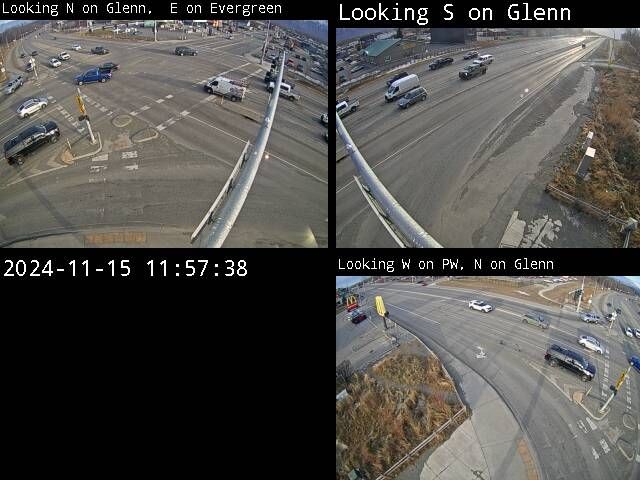 Looking N on Glenn,  E on Evergreen
Looking S on Glenn
2024-11-15 11:57:38
Looking W on PW, N on Glenn